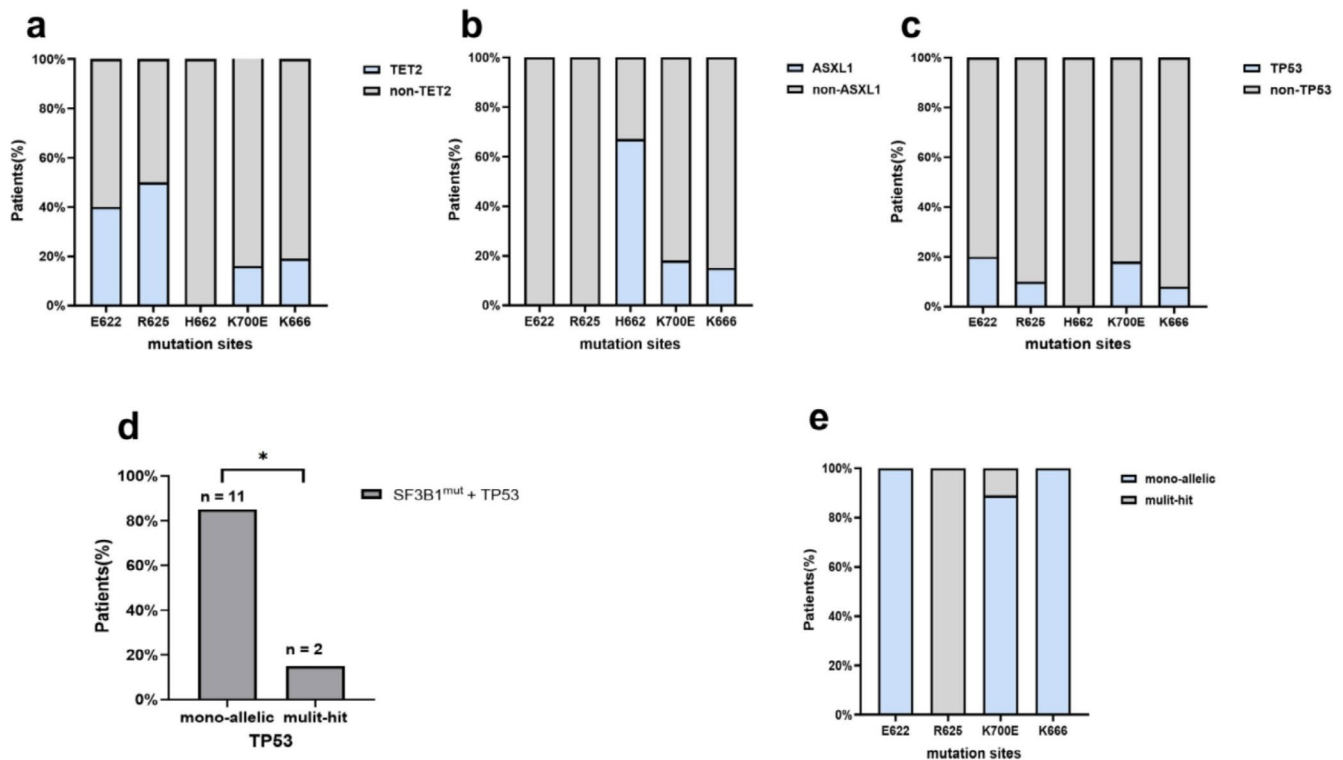 a
100%
80%
60%
40%
20%
0%
Patients(%)
E622 R625 H662 K700E K666
mutation sites
TET2
non-TET2
b
100%
80%
60%
40%
20%
0%
Patients(%)
E622 R625 H662 K700E K666
mutation sites
ASXL1
non-ASXL1
c
100%
80%
60%
40%
20%
0%
Patients(%)
E622 R625 H662 K700E K666
mutation sites
TP53
non-TP53
d
100%
80%
60%
40%
20%
0%
Patients(%)
*
n = 11
n = 2
mono-allelic mulit-hit
TP53
SF3B1mut + TP53
e
100%
80%
60%
40%
20%
0%
Patients(%)
E622 R625 K700E K666
mutation sites
mono-allelic
mulit-hit